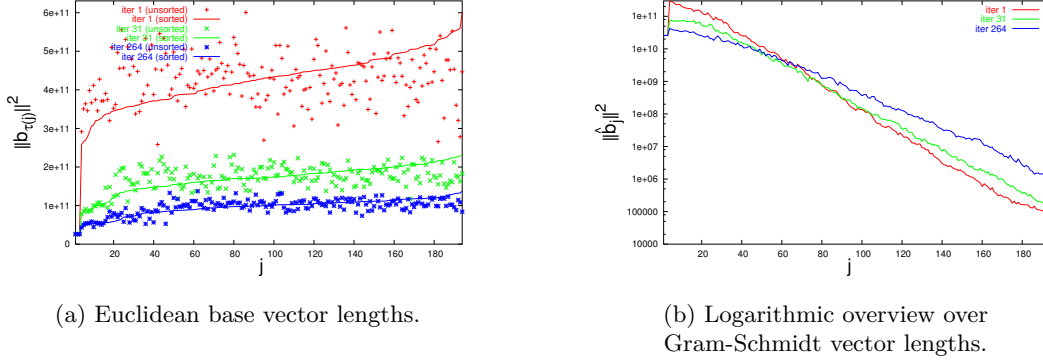 6e+11
5e+11
4e+11
3e+11
2e+11
1e+11
0
||b_τ(j)||^2
iter 1 (unsorted)
iter 1 (sorted)
iter 31 (unsorted)
iter 31 (sorted)
iter 264 (unsorted)
iter 264 (sorted)
20 40 60 80 100 120 140 160 180
j
(a) Euclidean base vector lengths.
1e+11
1e+10
1e+09
1e+08
1e+07
1e+06
100000
10000
||b̂_j||^2
iter 1
iter 31
iter 264
0 20 40 60 80 100 120 140 160 180
j
(b) Logarithmic overview over
Gram-Schmidt vector lengths.